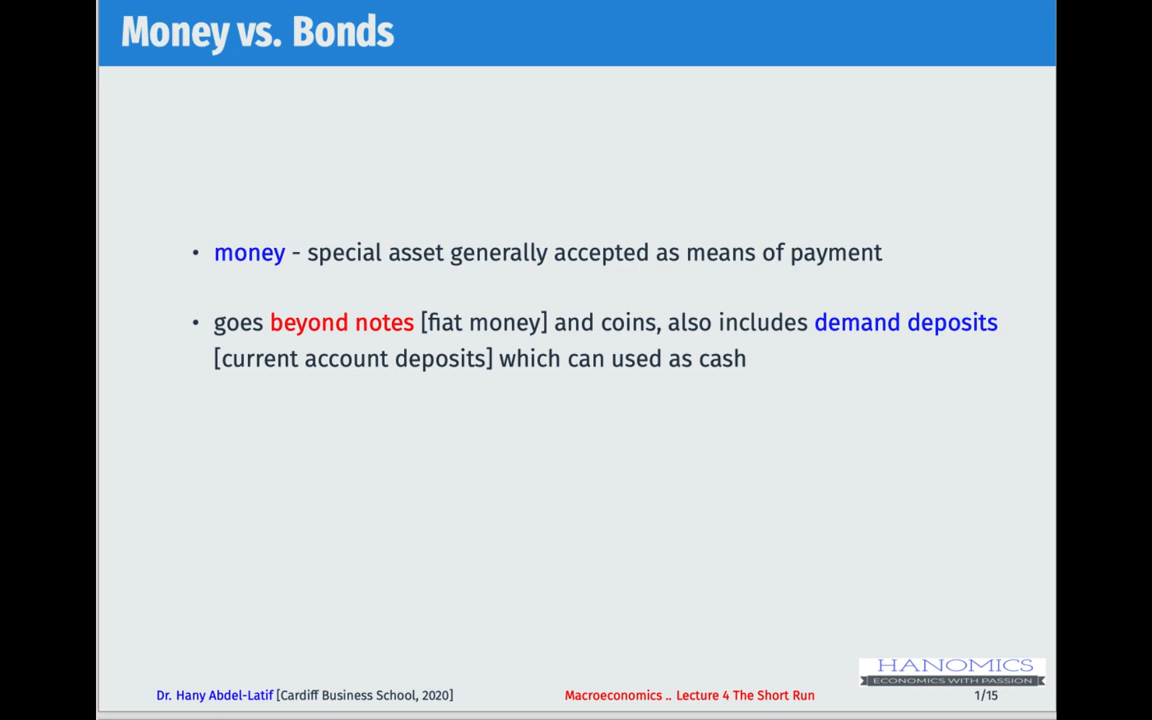 Money vs. Bonds
• money - special asset generally accepted as means of payment
• goes beyond notes [fiat money] and coins, also includes demand deposits
[current account deposits] which can used as cash
HANOMICS
ECONOMICS WITH PASSION
Dr. Hany Abdel-Latif [Cardiff Business School, 2020]
Macroeconomics .. Lecture 4 The Short Run
1/15